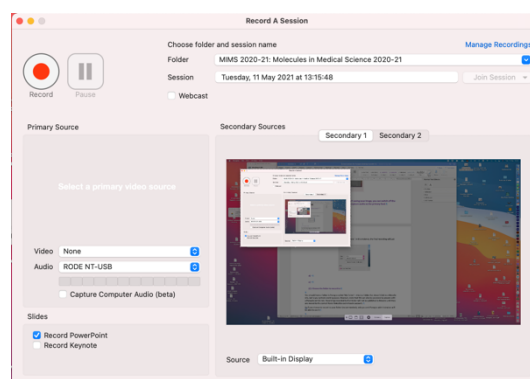 Record A Session
Choose folder and session name
Manage Recordings
Folder
MIMS 2020-21: Molecules in Medical Science 2020-21
Session
Tuesday, 11 May 2021 at 13:15:48
Join Session
Record
Pause
Webcast
Primary Source
Secondary Sources
Secondary 1
Secondary 2
Select a primary video source
Video
None
Audio
RODE NT-USB
Capture Computer Audio (beta)
Slides
Record PowerPoint
Record Keynote
Source
Built-in Display